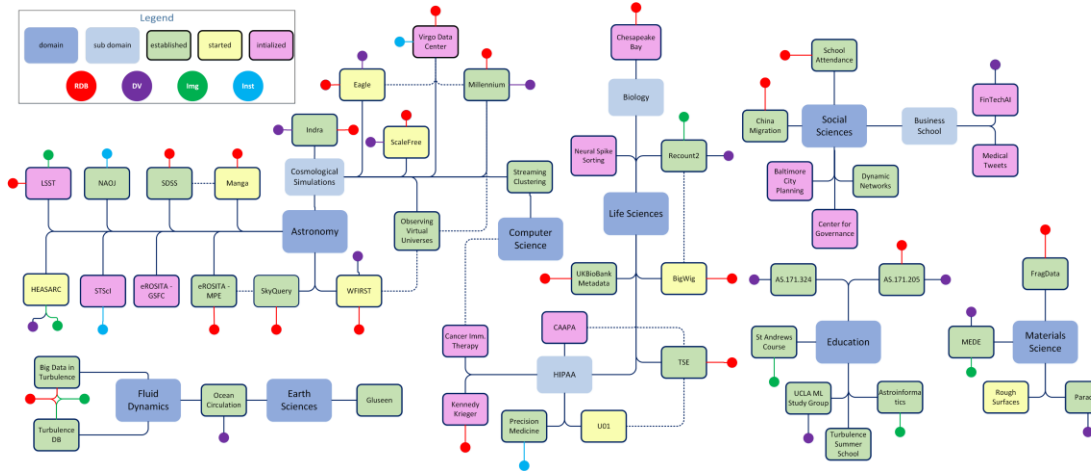 Legend
domain
sub domain
established
started
intialized
RDB
DV
Img
Inst
Virgo Data
Center
Eagle
Millennium
Indra
ScaleFree
Cosmological
Simulations
LSST
NAOJ
SDSS
Manga
Astronomy
Observing
Virtual
Universes
HEASARC
STScI
eROSITA -
GSFC
eROSITA -
MPE
SkyQuery
WFIRST
Streaming
Clustering
Computer
Science
Chesapeake
Bay
Biology
Neural Spike
Sorting
Recount2
Life Sciences
UKBioBank
Metadata
BigWig
Cancer Imm.
Therapy
CAAPA
HIPAA
TSE
Kennedy
Krieger
Precision
Medicine
U01
Big Data in
Turbulence
Turbulence
DB
Fluid
Dynamics
Ocean
Circulation
Earth
Sciences
Gluseen
School
Attendance
China
Migration
Social
Sciences
Business
School
FinTechAI
Medical
Tweets
Baltimore
City
Planning
Dynamic
Networks
Center for
Governance
AS.171.324
AS.171.205
St Andrews
Course
Education
UCLA ML
Study Group
Astroinforma
tics
Turbulence
Summer
School
FragData
MEDE
Materials
Science
Rough
Surfaces
Parad